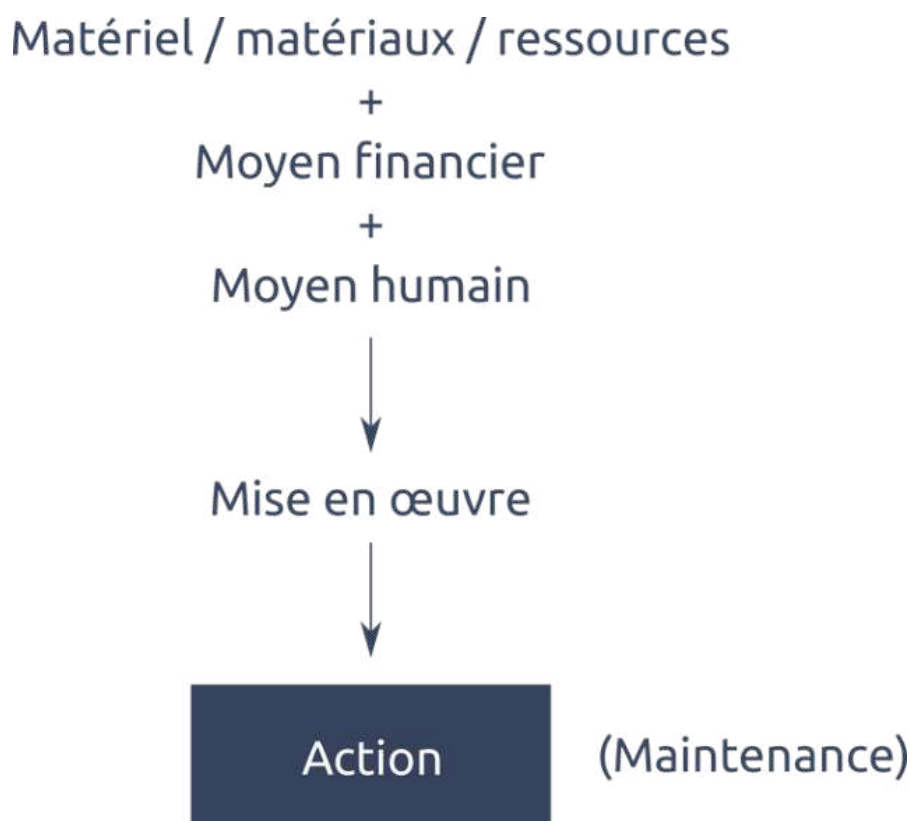 Matériel / matériaux / ressources
+
Moyen financier
+
Moyen humain
Mise en œuvre
Action (Maintenance)